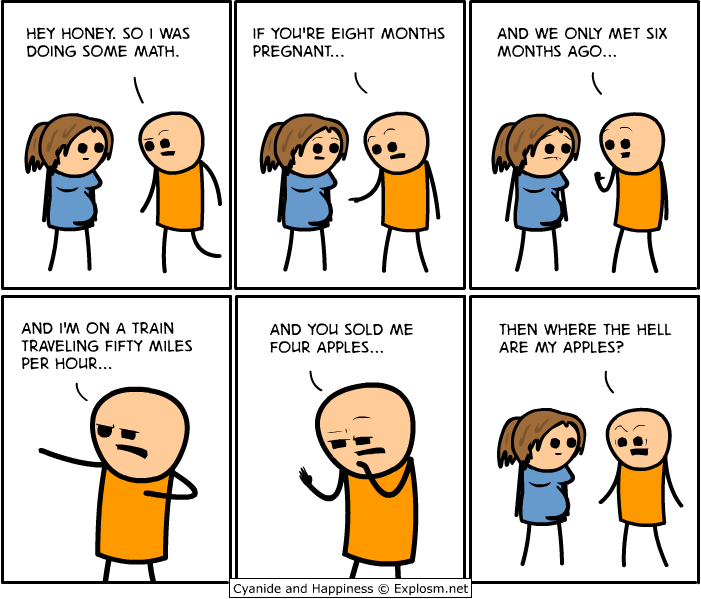 HEY HONEY. SO I WAS
DOING SOME MATH.
IF YOU'RE EIGHT MONTHS
PREGNANT...
AND WE ONLY MET SIX
MONTHS AGO...
AND I'M ON A TRAIN
TRAVELING FIFTY MILES
PER HOUR...
AND YOU SOLD ME
FOUR APPLES...
THEN WHERE THE HELL
ARE MY APPLES?
Cyanide and Happiness © Explosm.net